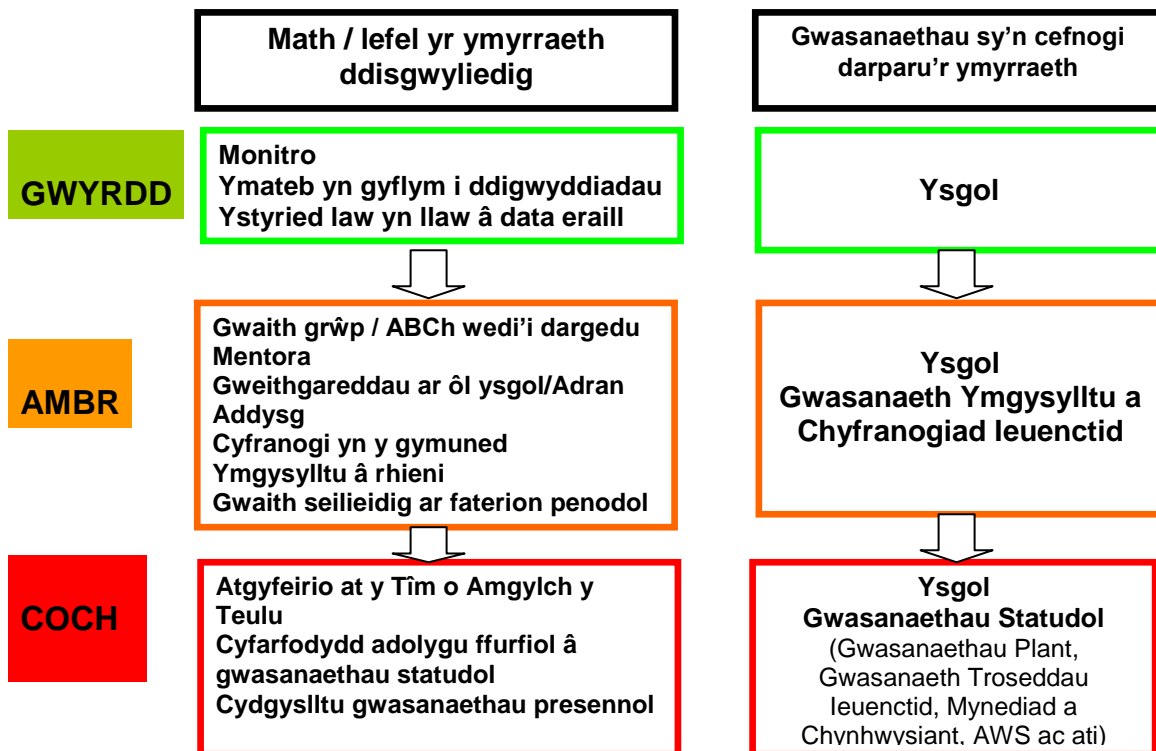 Math / lefel yr ymyrraeth
ddisgwyliedig
Gwasanaethau sy'n cefnogi
darparu'r ymyrraeth
GWYRDD
Monitro
Ymateb yn gyflym i ddigwyddiadau
Ystyried law yn llaw â data eraill
Ysgol
AMBR
Gwaith grŵp / ABCh wedi'i dargedu
Mentora
Gweithgareddau ar ôl ysgol/Adran
Addysg
Cyfranogi yn y gymuned
Ymgysylltu â rhieni
Gwaith seilieidig ar faterion penodol
Ysgol
Gwasanaeth Ymgysylltu a
Chyfranogiad Ieuenctid
COCH
Atgyfeirio at y Tîm o Amgylch y
Teulu
Cyfarfodydd adolygu ffurfiol â
gwasanaethau statudol
Cydgyslltu gwasanaethau presennol
Ysgol
Gwasanaethau Statudol
(Gwasanaethau Plant,
Gwasanaeth Troseddau
Ieuenctid, Mynediad a
Chynhwysiant, AWS ac ati)